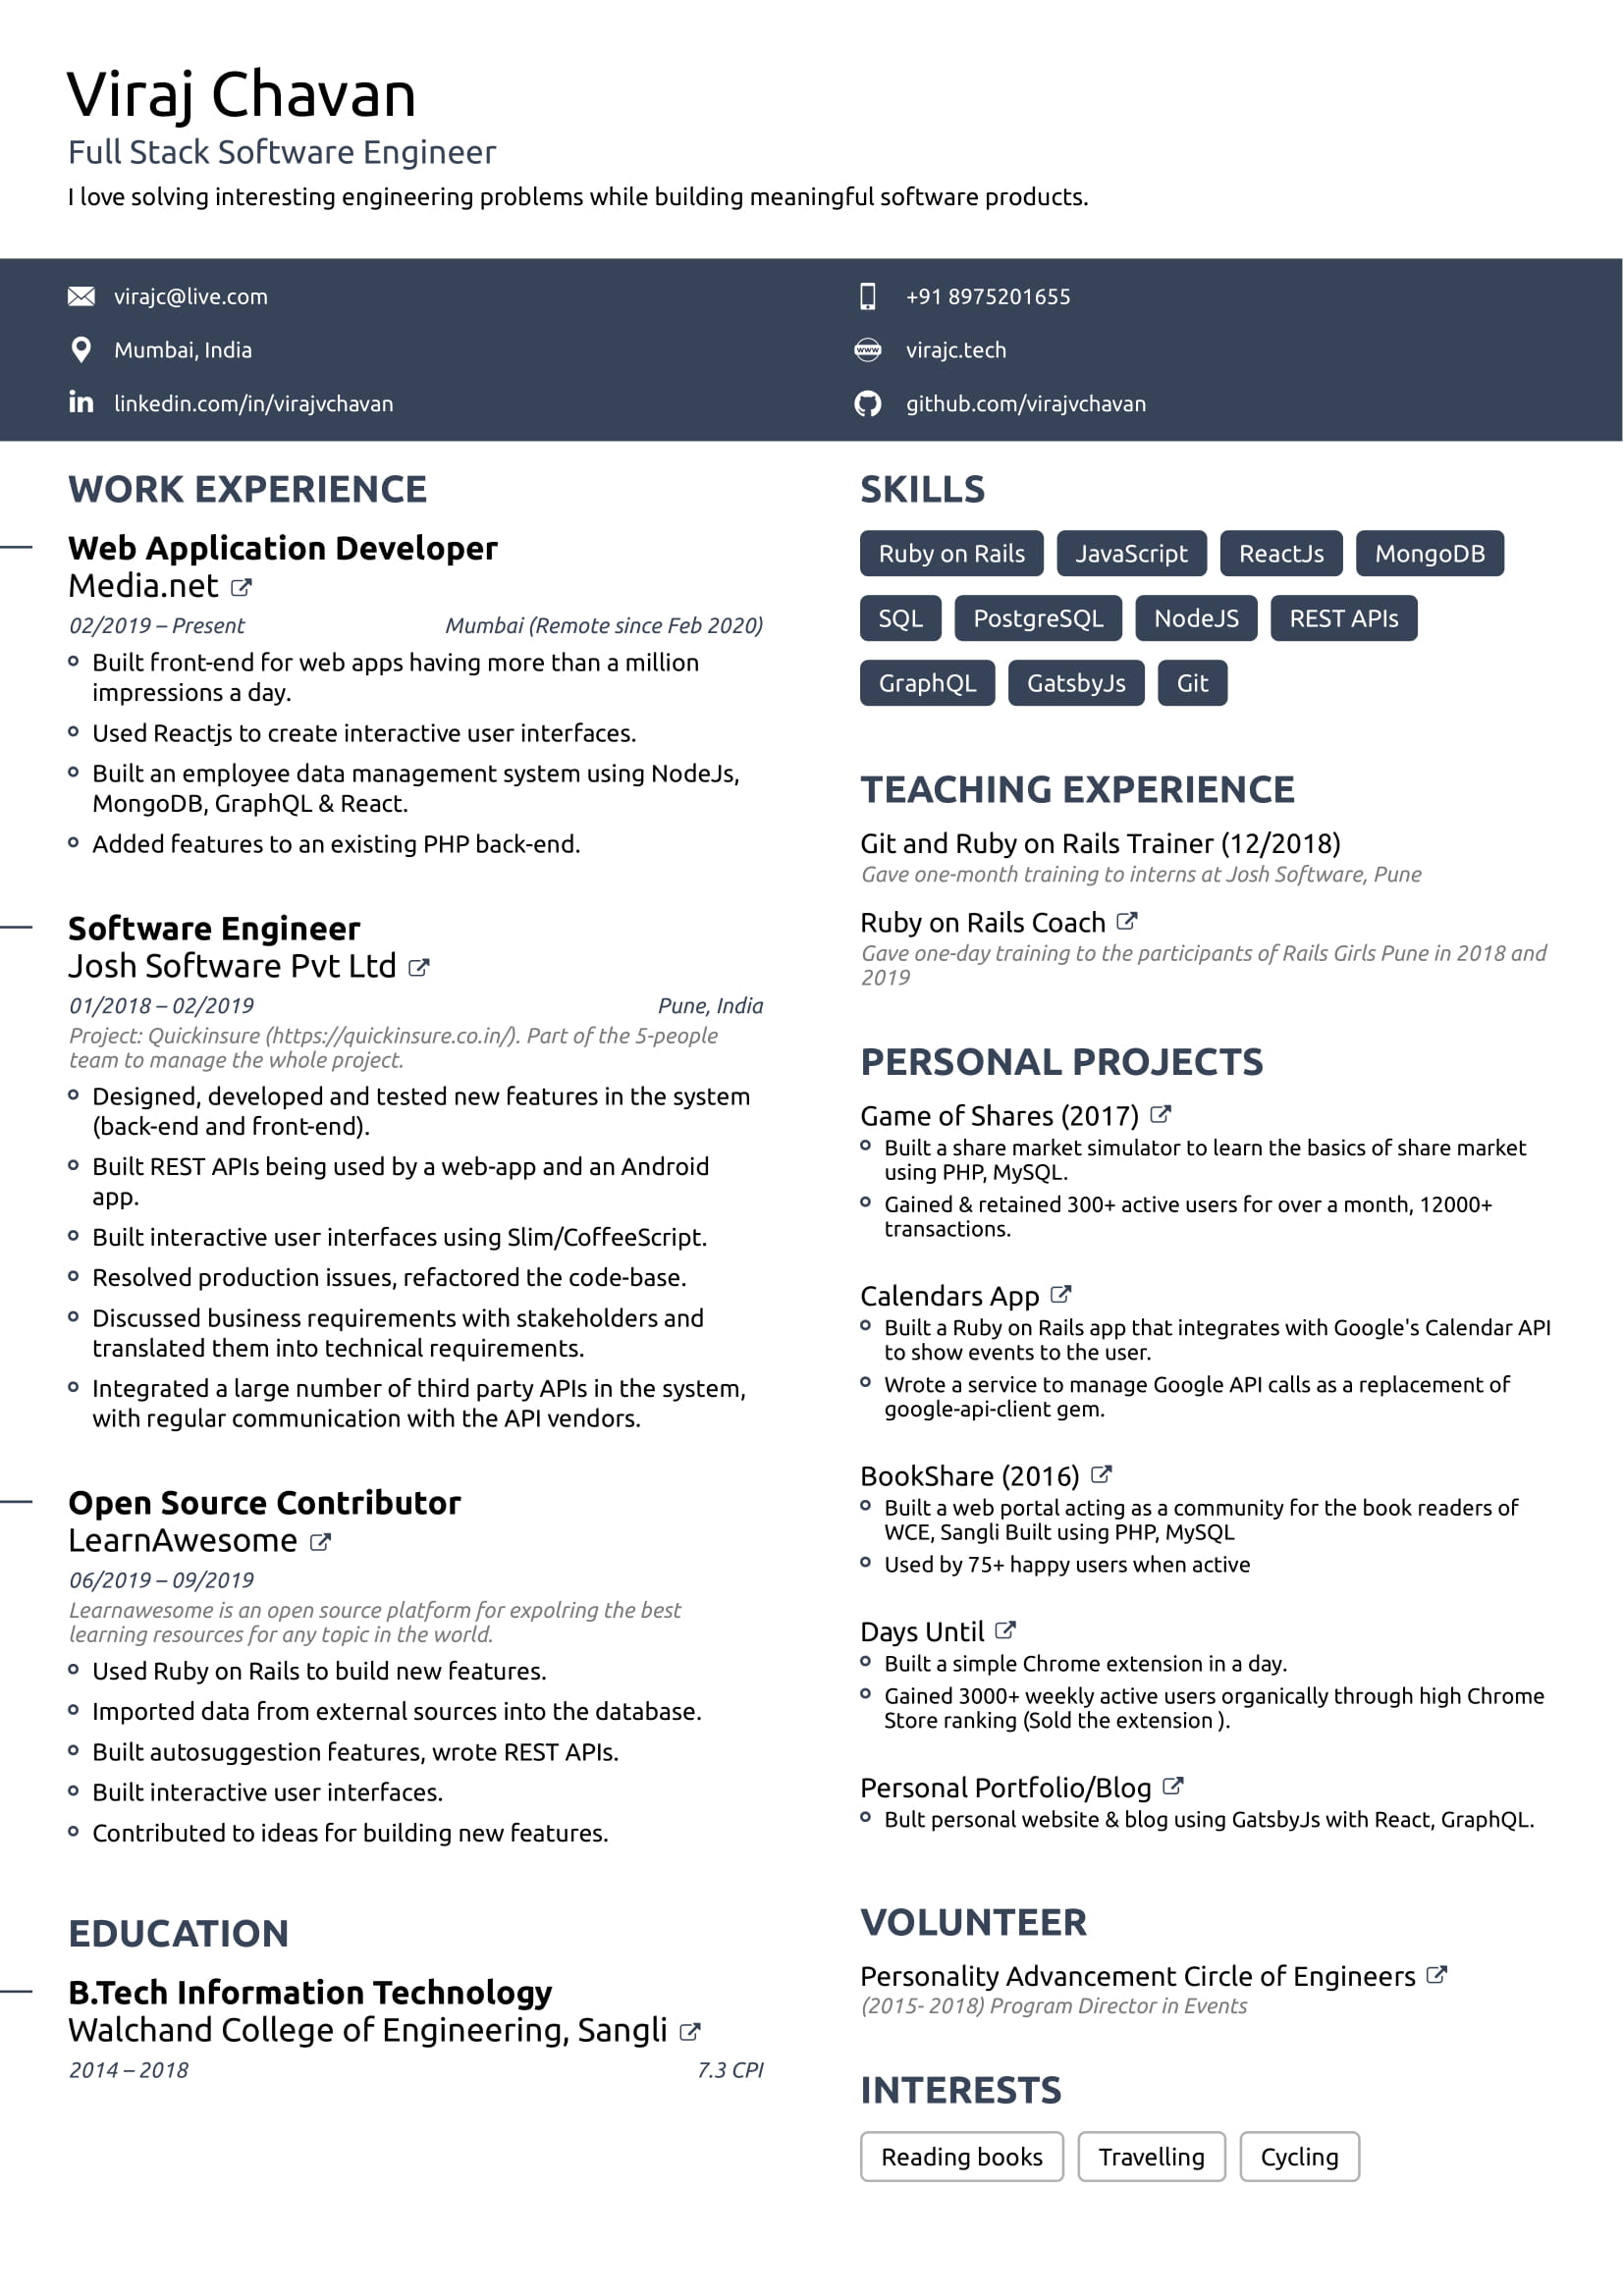 Viraj Chavan
Full Stack Software Engineer
I love solving interesting engineering problems while building meaningful software products.
virajc@live.com
+91 8975201655
Mumbai, India
virajc.tech
linkedin.com/in/virajvchavan
github.com/virajvchavan
WORK EXPERIENCE
Web Application Developer
Media.net
02/2019 – Present
Mumbai (Remote since Feb 2020)
Built front-end for web apps having more than a million
impressions a day.
Used Reactjs to create interactive user interfaces.
Built an employee data management system using NodeJs,
MongoDB, GraphQL & React.
Added features to an existing PHP back-end.
Software Engineer
Josh Software Pvt Ltd
01/2018 – 02/2019
Pune, India
Project: Quickinsure (https://quickinsure.co.in/). Part of the 5-people
team to manage the whole project.
Designed, developed and tested new features in the system
(back-end and front-end).
Built REST APIs being used by a web-app and an Android
app.
Built interactive user interfaces using Slim/CoffeeScript.
Resolved production issues, refactored the code-base.
Discussed business requirements with stakeholders and
translated them into technical requirements.
Integrated a large number of third party APIs in the system,
with regular communication with the API vendors.
Open Source Contributor
LearnAwesome
06/2019 – 09/2019
Learnawesome is an open source platform for expolring the best
learning resources for any topic in the world.
Used Ruby on Rails to build new features.
Imported data from external sources into the database.
Built autosuggestion features, wrote REST APIs.
Built interactive user interfaces.
Contributed to ideas for building new features.
EDUCATION
B.Tech Information Technology
Walchand College of Engineering, Sangli
2014 – 2018
7.3 CPI
SKILLS
Ruby on Rails JavaScript ReactJs MongoDB
SQL PostgreSQL NodeJS REST APIs
GraphQL GatsbyJs Git
TEACHING EXPERIENCE
Git and Ruby on Rails Trainer (12/2018)
Gave one-month training to interns at Josh Software, Pune
Ruby on Rails Coach
Gave one-day training to the participants of Rails Girls Pune in 2018 and
2019
PERSONAL PROJECTS
Game of Shares (2017)
Built a share market simulator to learn the basics of share market
using PHP, MySQL.
Gained & retained 300+ active users for over a month, 12000+
transactions.
Calendars App
Built a Ruby on Rails app that integrates with Google's Calendar API
to show events to the user.
Wrote a service to manage Google API calls as a replacement of
google-api-client gem.
BookShare (2016)
Built a web portal acting as a community for the book readers of
WCE, Sangli Built using PHP, MySQL
Used by 75+ happy users when active
Days Until
Built a simple Chrome extension in a day.
Gained 3000+ weekly active users organically through high Chrome
Store ranking (Sold the extension ).
Personal Portfolio/Blog
Bult personal website & blog using GatsbyJs with React, GraphQL.
VOLUNTEER
Personality Advancement Circle of Engineers
(2015- 2018) Program Director in Events
INTERESTS
Reading books Travelling Cycling